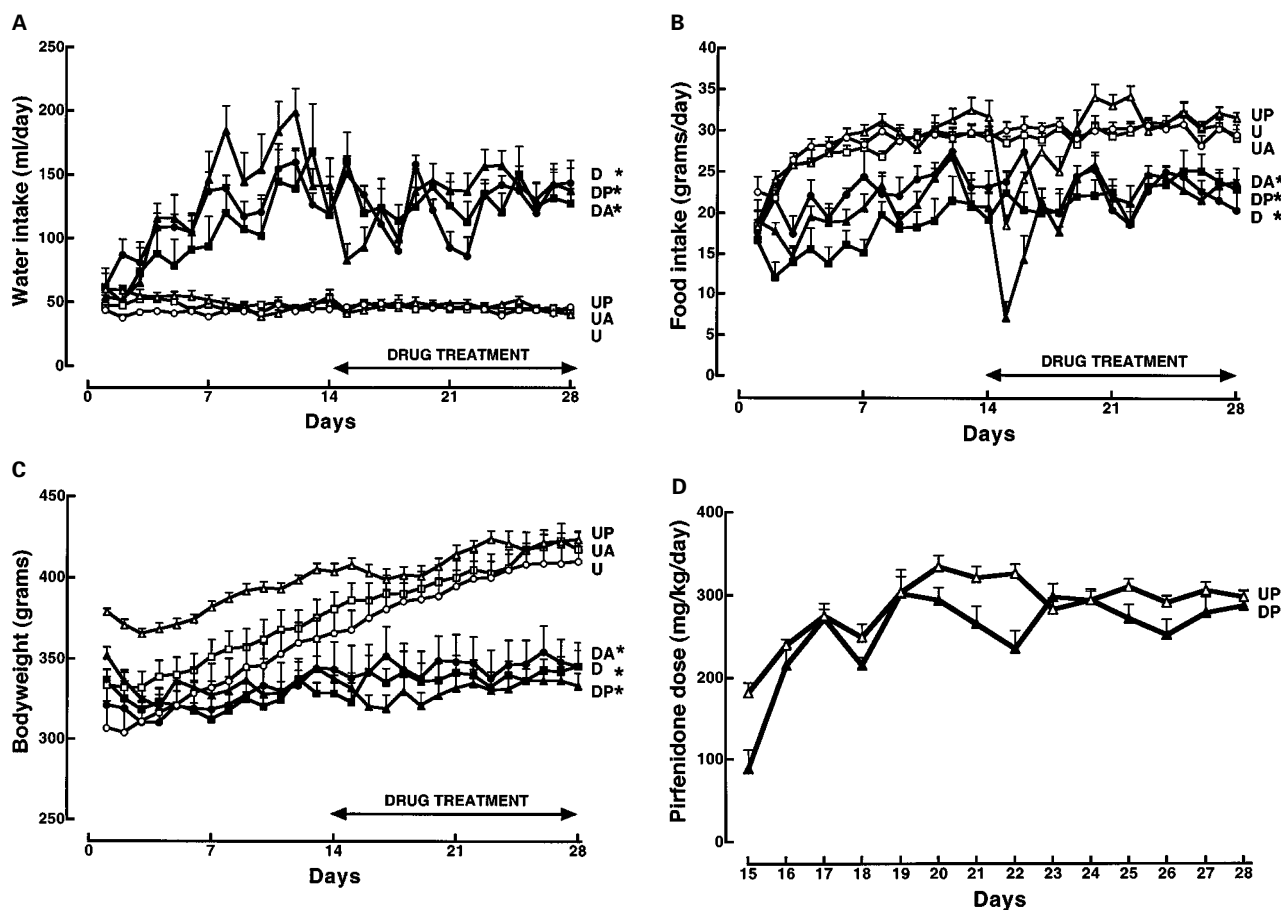 A
250
200
150
100
50
0
Water intake (ml/day)
D *
DP*
DA*
UP
UA
U
DRUG TREATMENT
0 7 14 21 28
Days
B
40
35
30
25
20
15
10
5
0
Food intake (grams/day)
UP
U
UA
DA*
DP*
D *
DRUG TREATMENT
0 7 14 21 28
Days
C
450
400
350
300
250
Bodyweight (grams)
UP
UA
U
DA*
D *
DP*
DRUG TREATMENT
0 7 14 21 28
Days
D
400
300
200
100
0
Pirfenidone dose (mg/kg/day)
UP
DP
15 16 17 18 19 20 21 22 23 24 25 26 27 28
Days